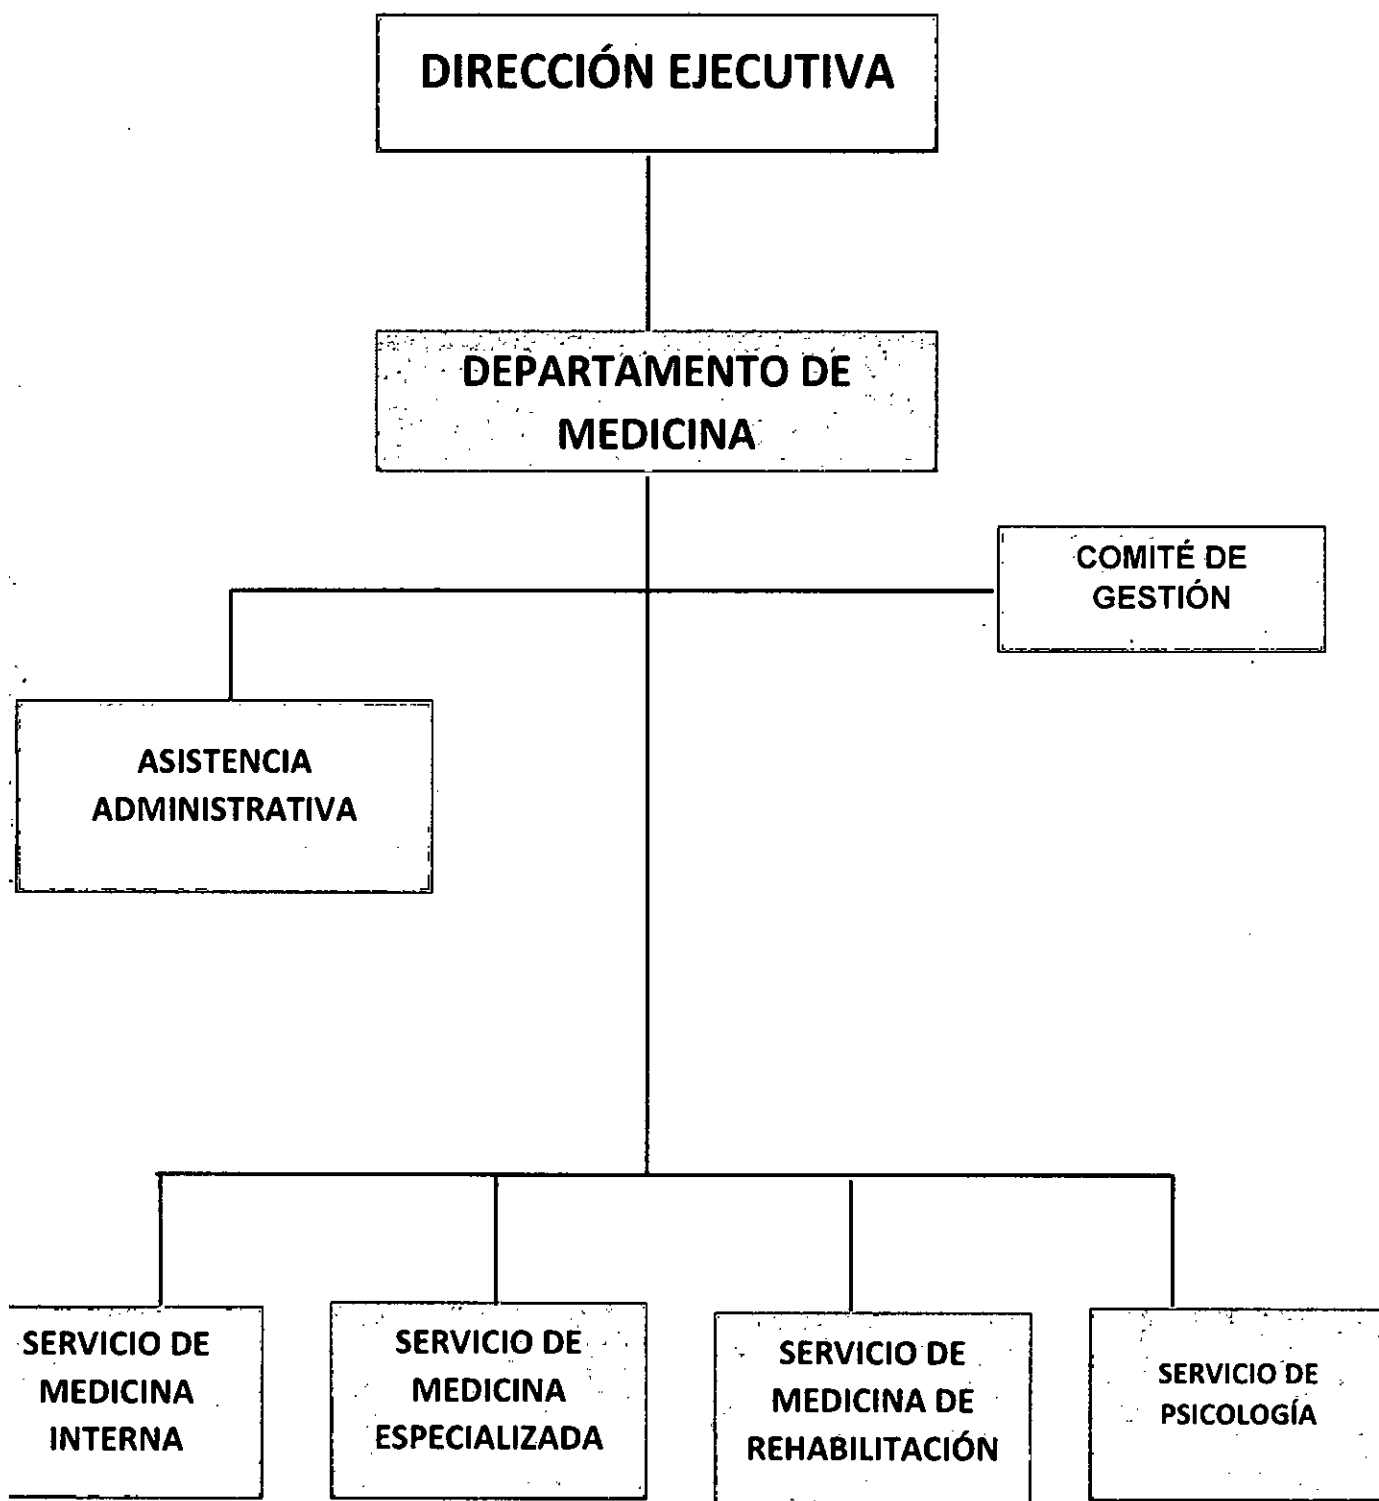 DIRECCIÓN EJECUTIVA
DEPARTAMENTO DE
MEDICINA
COMITÉ DE
GESTIÓN
ASISTENCIA
ADMINISTRATIVA
SERVICIO DE
MEDICINA
INTERNA
SERVICIO DE
MEDICINA
ESPECIALIZADA
SERVICIO DE
MEDICINA DE
REHABILITACIÓN
SERVICIO DE
PSICOLOGÍA